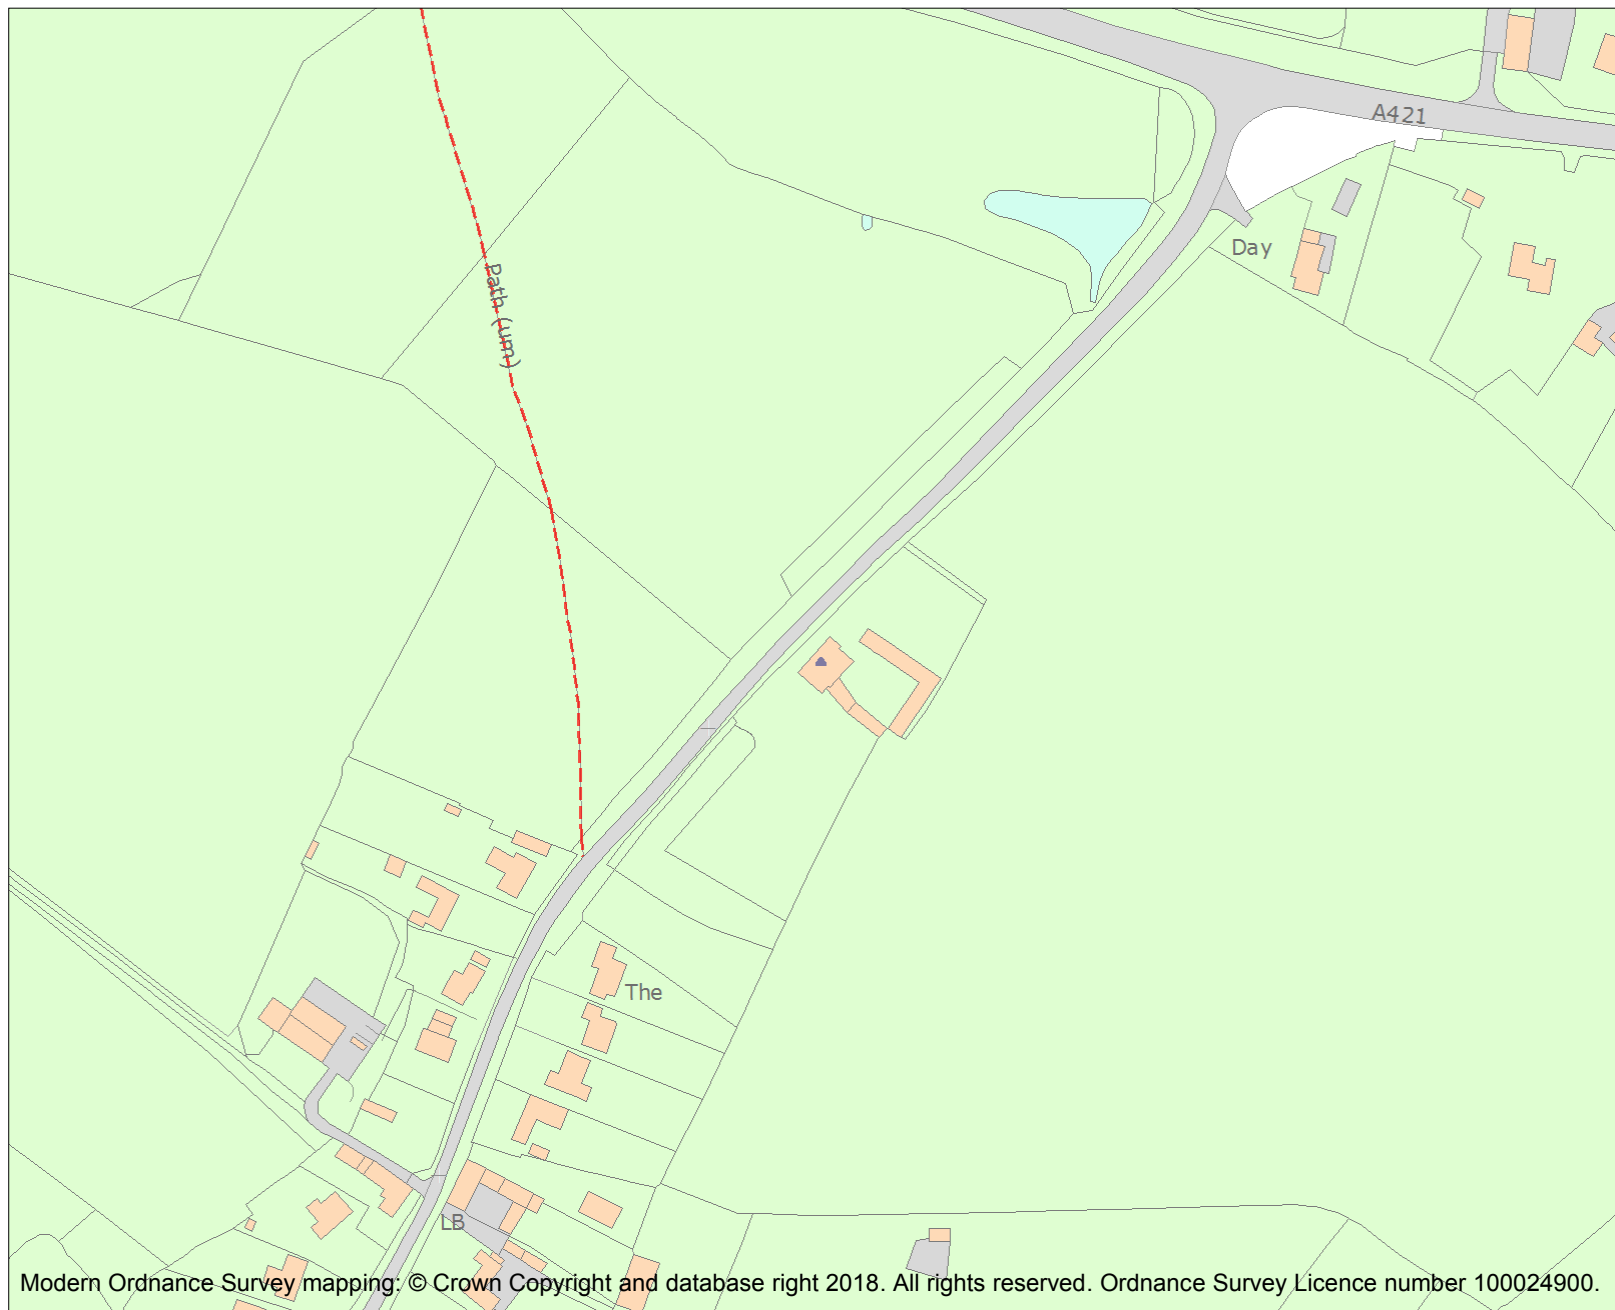 A421
Day
Path (um)
The
LB
Modern Ordnance Survey mapping: © Crown Copyright and database right 2018. All rights reserved. Ordnance Survey Licence number 100024900.